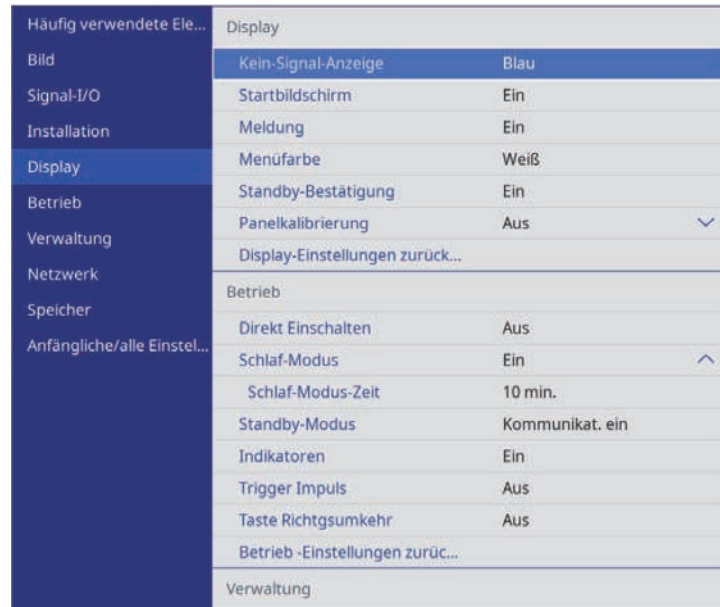 Häufig verwendete Ele...
Bild
Signal-I/O
Installation
Display
Betrieb
Verwaltung
Netzwerk
Speicher
Anfängliche/alle Einstel...
Display
Kein-Signal-Anzeige Blau
Startbildschirm Ein
Meldung Ein
Menüfarbe Weiß
Standby-Bestätigung Ein
Panelkalibrierung Aus
Display-Einstellungen zurück...
Betrieb
Direkt Einschalten Aus
Schlaf-Modus Ein
Schlaf-Modus-Zeit 10 min.
Standby-Modus Kommunikat. ein
Indikatoren Ein
Trigger Impuls Aus
Taste Richtgsumkehr Aus
Betrieb -Einstellungen zurüc...
Verwaltung